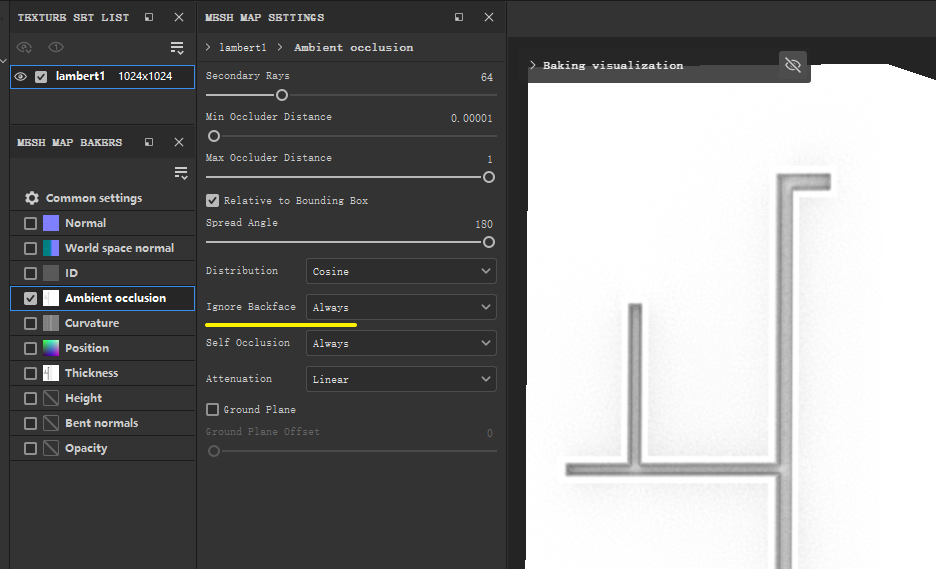 TEXTURE SET LIST
lambert1 1024x1024
MESH MAP BAKERS
Common settings
Normal
World space normal
ID
Ambient occlusion
Curvature
Position
Thickness
Height
Bent normals
Opacity
MESH MAP SETTINGS
> lambert1 > Ambient occlusion
Secondary Rays 64
Min Occluder Distance 0.00001
Max Occluder Distance 1
Relative to Bounding Box
Spread Angle 180
Distribution Cosine
Ignore Backface Always
Self Occlusion Always
Attenuation Linear
Ground Plane
Ground Plane Offset 0
> Baking visualization